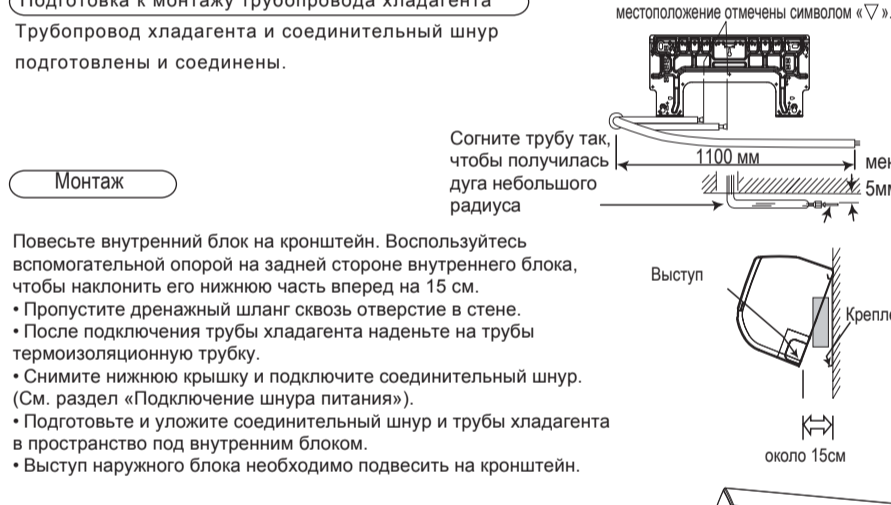 Подготовка к монтажу трубопровода хладагента
Трубопровод хладагента и соединительный шнур
подготовлены и соединены.
местоположение отмечены символом «▽».
Согните трубу так,
чтобы получилась
дуга небольшого
радиуса
1100 мм
5мм
Монтаж
Повесьте внутренний блок на кронштейн. Воспользуйтесь
вспомогательной опорой на задней стороне внутреннего блока,
чтобы наклонить его нижнюю часть вперед на 15 см.
• Пропустите дренажный шланг сквозь отверстие в стене.
• После подключения трубы хладагента наденьте на трубы
термоизоляционную трубку.
• Снимите нижнюю крышку и подключите соединительный шнур.
(См. раздел «Подключение шнура питания»).
• Подготовьте и уложите соединительный шнур и трубы хладагента
в пространство под внутренним блоком.
• Выступ наружного блока необходимо подвесить на кронштейн.
Выступ
около 15см